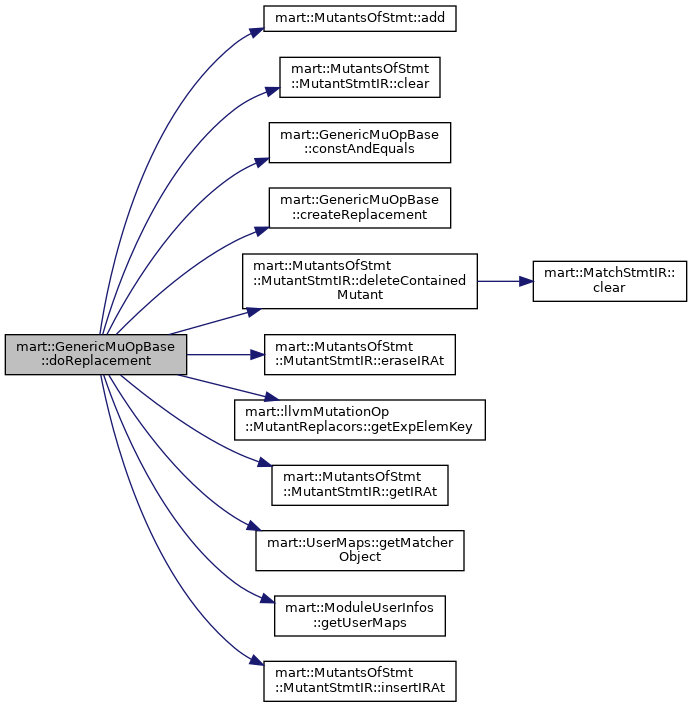 mart::MutantsOfStmt::add
mart::MutantsOfStmt
::MutantStmtIR::clear
mart::GenericMuOpBase
::constAndEquals
mart::GenericMuOpBase
::createReplacement
mart::MutantsOfStmt
::MutantStmtIR::deleteContained
Mutant
mart::MatchStmtIR::
clear
mart::GenericMuOpBase
::doReplacement
mart::MutantsOfStmt
::MutantStmtIR::eraseIRAt
mart::llvmMutationOp
::MutantReplacors::getExpElemKey
mart::MutantsOfStmt
::MutantStmtIR::getIRAt
mart::UserMaps::getMatcher
Object
mart::ModuleUserInfos
::getUserMaps
mart::MutantsOfStmt
::MutantStmtIR::insertIRAt